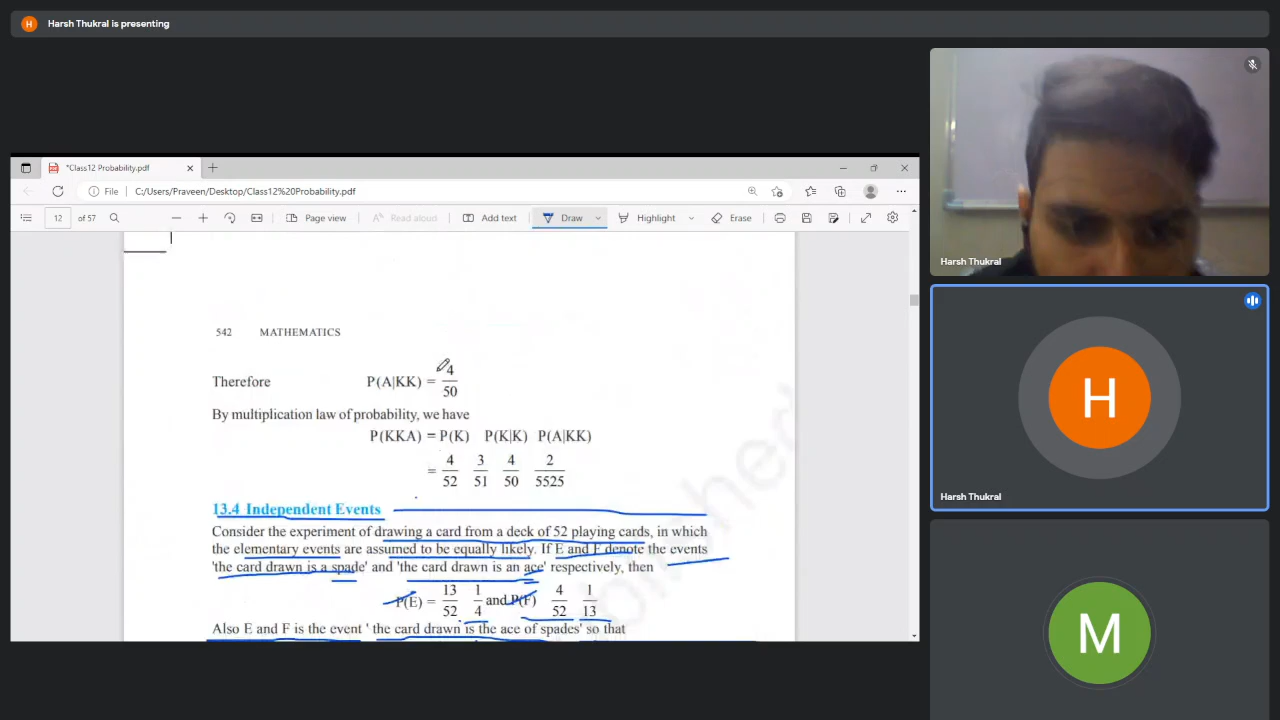 H Harsh Thukral is presenting
*Class12 Probability.pdf
File C:/Users/Praveen/Desktop/Class12%20Probability.pdf
12 of 57 Page view Read aloud Add text Draw Highlight Erase
542 MATHEMATICS
Therefore P(A|KK) = 4/50
By multiplication law of probability, we have
P(KKA) = P(K) P(K|K) P(A|KK)
= 4/52 3/51 4/50 2/5525
13.4 Independent Events
Consider the experiment of drawing a card from a deck of 52 playing cards, in which
the elementary events are assumed to be equally likely. If E and F denote the events
'the card drawn is a spade' and 'the card drawn is an ace' respectively, then
P(E) = 13/52 1/4 and P(F) 4/52 1/13
Also E and F is the event ' the card drawn is the ace of spades' so that
Harsh Thukral
H
Harsh Thukral
M